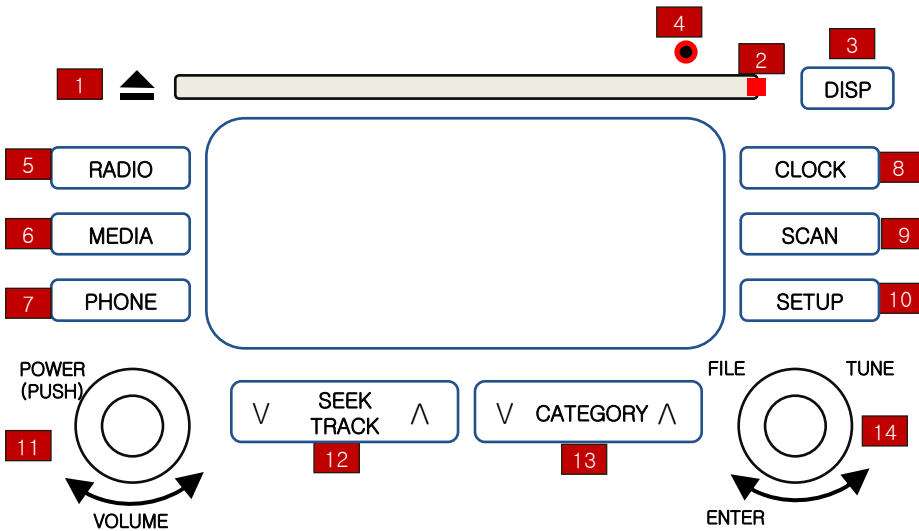 4
3
2
1
DISP
5
RADIO
CLOCK
8
6
MEDIA
SCAN
9
7
PHONE
SETUP
10
POWER
(PUSH)
FILE
TUNE
V SEEK Λ
TRACK
V CATEGORY Λ
11
12
13
14
VOLUME
ENTER